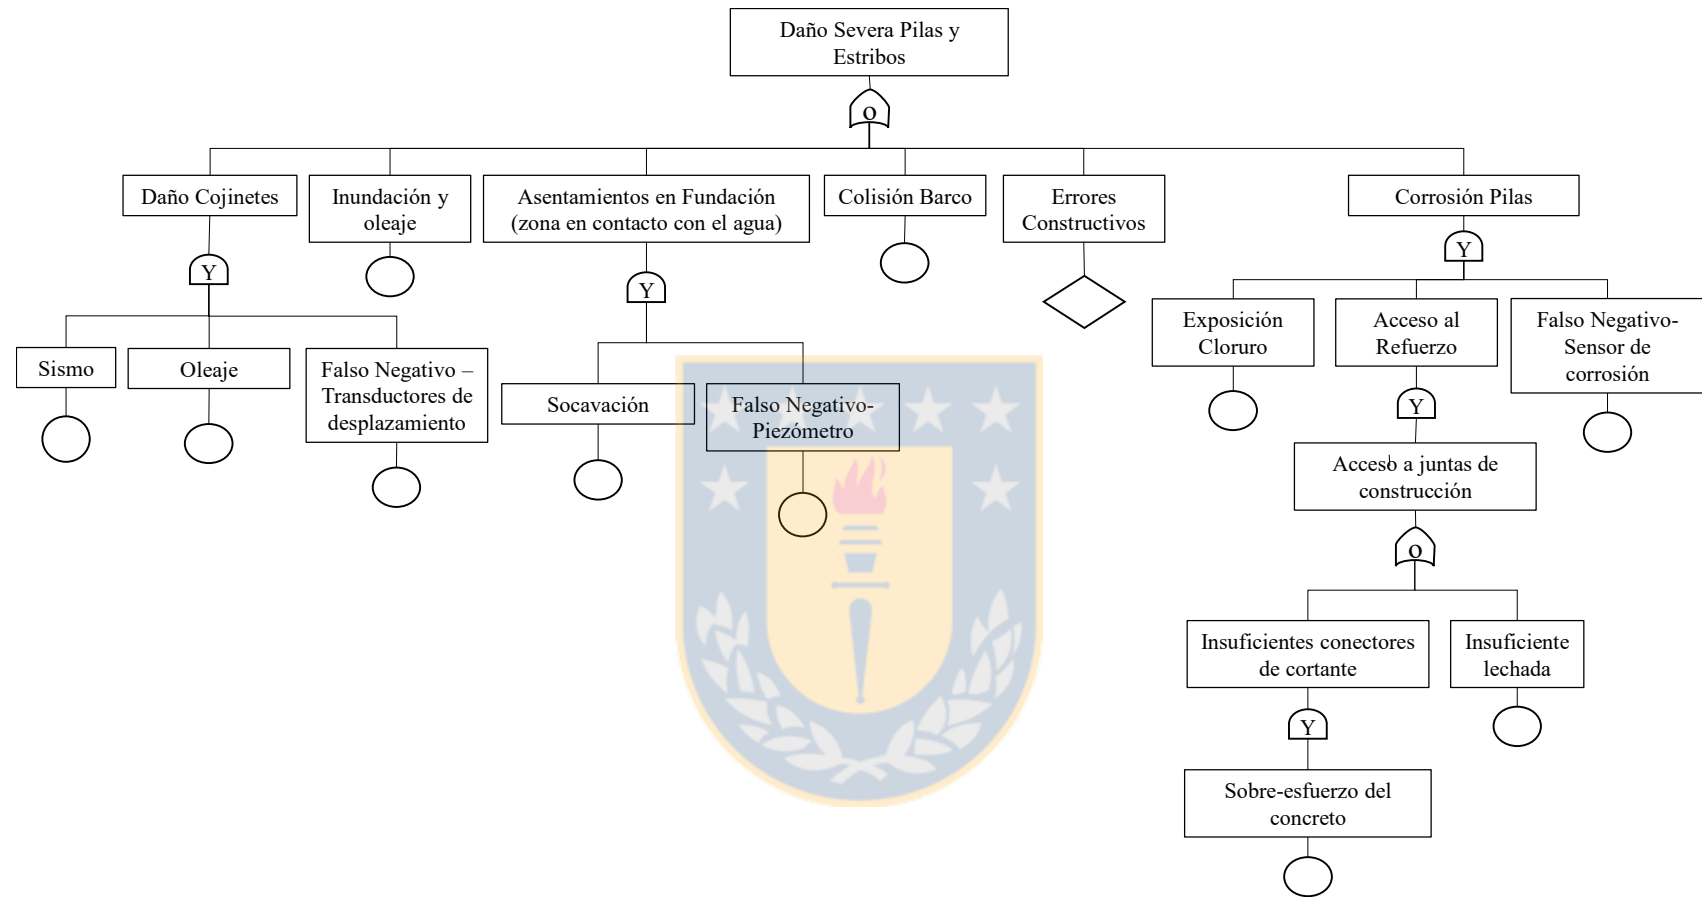 Daño Severa Pilas y
Estribos
o
Daño Cojinetes
Inundación y
oleaje
Asentamientos en Fundación
(zona en contacto con el agua)
Colisión Barco
Errores
Constructivos
Corrosión Pilas
Y
Y
Y
Sismo
Oleaje
Falso Negativo –
Transductores de
desplazamiento
Socavación
Falso Negativo-
Piezómetro
Exposición
Cloruro
Acceso al
Refuerzo
Falso Negativo-
Sensor de
corrosión
Y
Acceso a juntas de
construcción
o
Insuficientes conectores
de cortante
Insuficiente
lechada
Y
Sobre-esfuerzo del
concreto